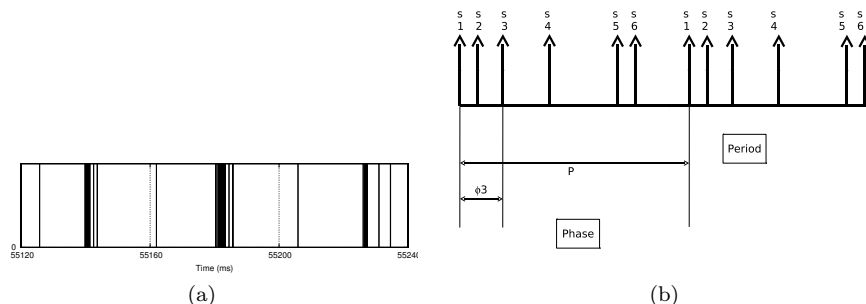 s s s s s s s s s s s s
1 2 3 4 5 6 1 2 3 4 5 6
Period
P
ϕ3
Phase
0
55120 55160 55200 55240
Time (ms)
(a) (b)